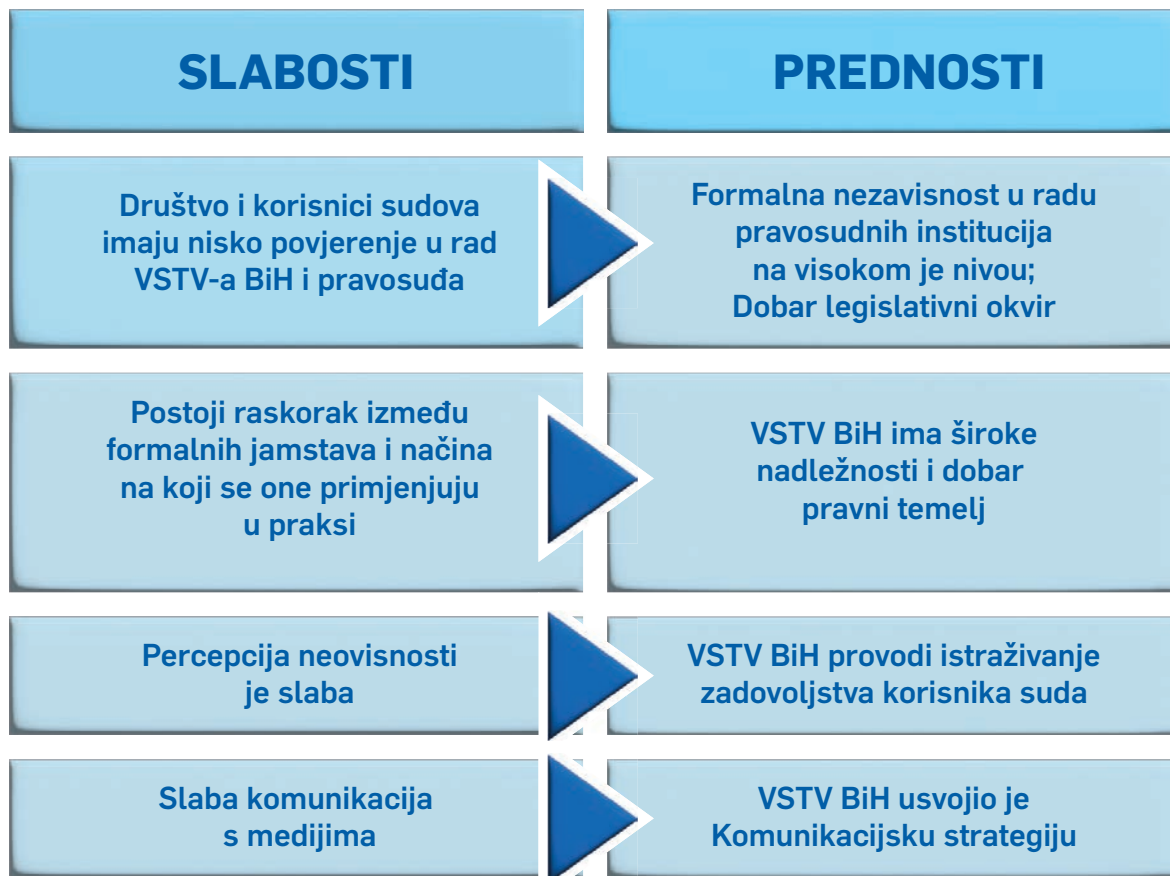 SLABOSTI
PREDNOSTI
Društvo i korisnici sudova
imaju nisko povjerenje u rad
VSTV-a BiH i pravosuđa
Formalna nezavisnost u radu
pravosudnih institucija
na visokom je nivou;
Dobar legislativni okvir
Postoji raskorak između
formalnih jamstava i načina
na koji se one primjenjuju
u praksi
VSTV BiH ima široke
nadležnosti i dobar
pravni temelj
Percepcija neovisnosti
je slaba
VSTV BiH provodi istraživanje
zadovoljstva korisnika suda
Slaba komunikacija
s medijima
VSTV BiH usvojio je
Komunikacijsku strategiju